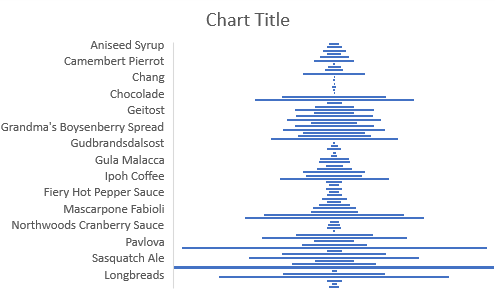 Chart Title
Aniseed Syrup
Camembert Pierrot
Chang
Chocolade
Geitost
Grandma's Boysenberry Spread
Gudbrandsdalsost
Gula Malacca
Ipoh Coffee
Fiery Hot Pepper Sauce
Mascarpone Fabioli
Northwoods Cranberry Sauce
Pavlova
Sasquatch Ale
Longbreads